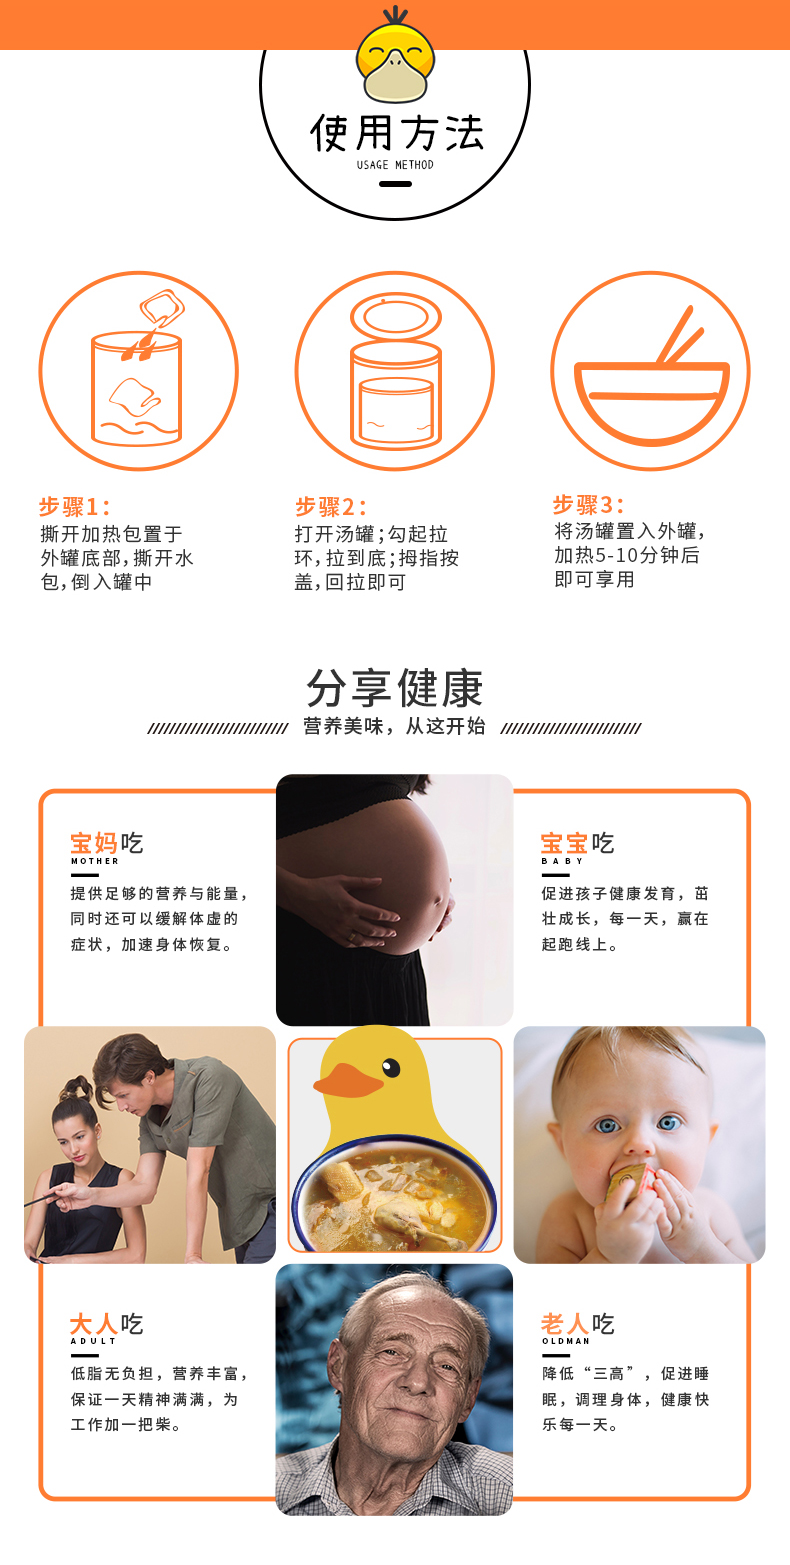 使用方法
USAGE METHOD
步骤1：
撕开加热包置于
外罐底部，撕开水
包，倒入罐中
步骤2：
打开汤罐；勾起拉
环，拉到底；拇指按
盖，回拉即可
步骤3：
将汤罐置入外罐，
加热5-10分钟后
即可享用
分享健康
营养美味，从这开始
宝妈吃
MOTHER
提供足够的营养与能量，
同时还可以缓解体虚的
症状，加速身体恢复。
宝宝吃
BABY
促进孩子健康发育，茁
壮成长，每一天，赢在
起跑线上。
大人吃
ADULT
低脂无负担，营养丰富，
保证一天精神满满，为
工作加一把柴。
老人吃
OLDMAN
降低“三高”，促进睡
眠，调理身体，健康快
乐每一天。